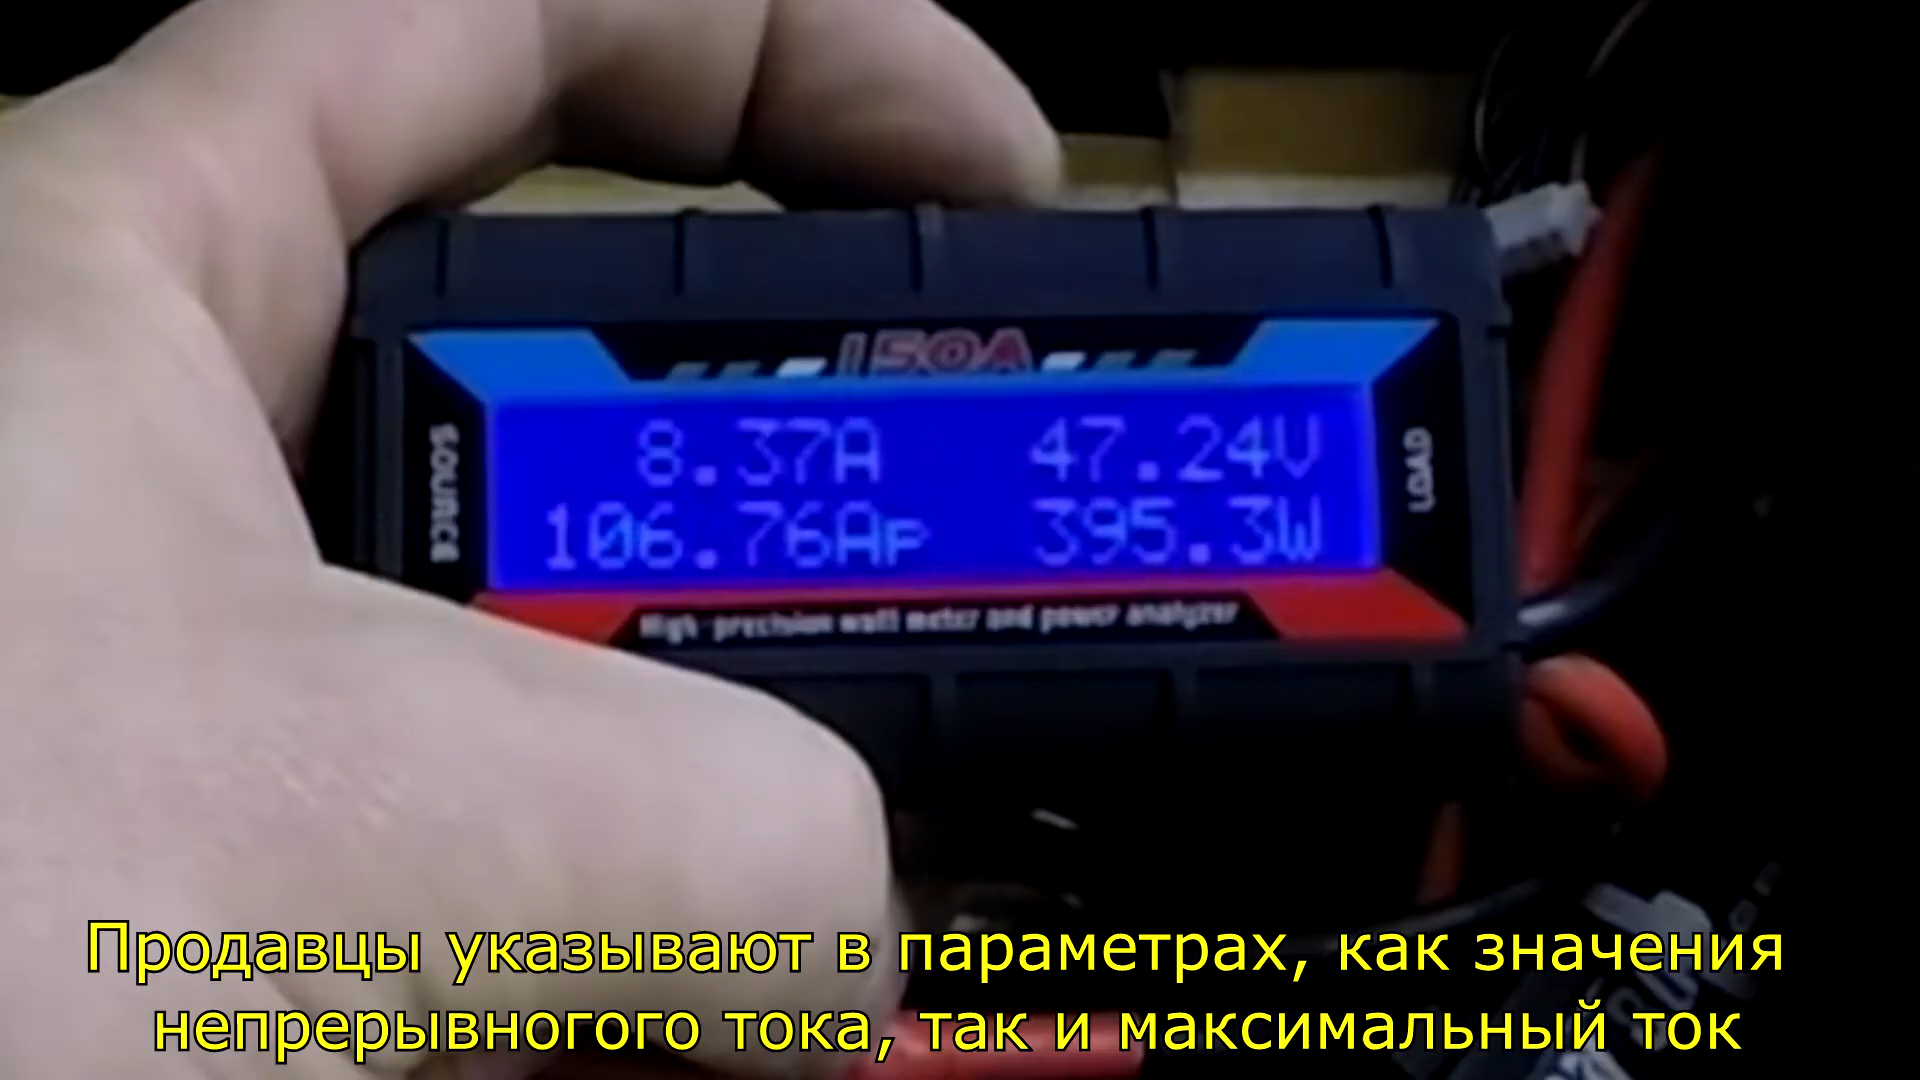 150A
SOURCE
8.37A 47.24V
106.76Ap 395.3W
LOAD
High-precision watt meter and power analyzer
Продавцы указывают в параметрах, как значения
непрерывногого тока, так и максимальный ток